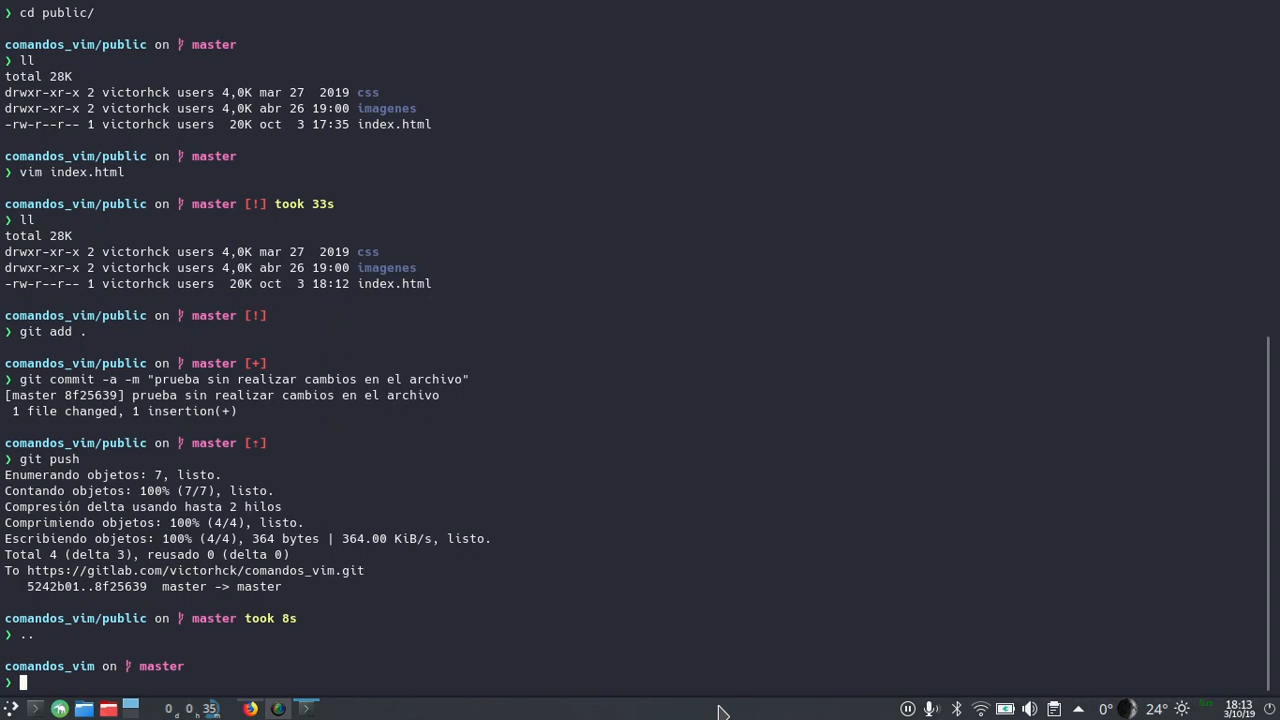 ❯ cd public/
comandos_vim/public on ᚠ master
❯ ll
total 28K
drwxr-xr-x 2 victorhck users 4,0K mar 27  2019 css
drwxr-xr-x 2 victorhck users 4,0K abr 26 19:00 imagenes
-rw-r--r-- 1 victorhck users  20K oct  3 17:35 index.html
comandos_vim/public on ᚠ master
❯ vim index.html
comandos_vim/public on ᚠ master [!] took 33s
❯ ll
total 28K
drwxr-xr-x 2 victorhck users 4,0K mar 27  2019 css
drwxr-xr-x 2 victorhck users 4,0K abr 26 19:00 imagenes
-rw-r--r-- 1 victorhck users  20K oct  3 18:12 index.html
comandos_vim/public on ᚠ master [!]
❯ git add .
comandos_vim/public on ᚠ master [+]
❯ git commit -a -m "prueba sin realizar cambios en el archivo"
[master 8f25639] prueba sin realizar cambios en el archivo
 1 file changed, 1 insertion(+)
comandos_vim/public on ᚠ master [⇡]
❯ git push
Enumerando objetos: 7, listo.
Contando objetos: 100% (7/7), listo.
Compresión delta usando hasta 2 hilos
Comprimiendo objetos: 100% (4/4), listo.
Escribiendo objetos: 100% (4/4), 364 bytes | 364.00 KiB/s, listo.
Total 4 (delta 3), reusado 0 (delta 0)
To https://gitlab.com/victorhck/comandos_vim.git
   5242b01..8f25639  master -> master
comandos_vim/public on ᚠ master took 8s
❯ ..
comandos_vim on ᚠ master
❯
0d 0h 35m 0° 24° 18:13
3/10/19